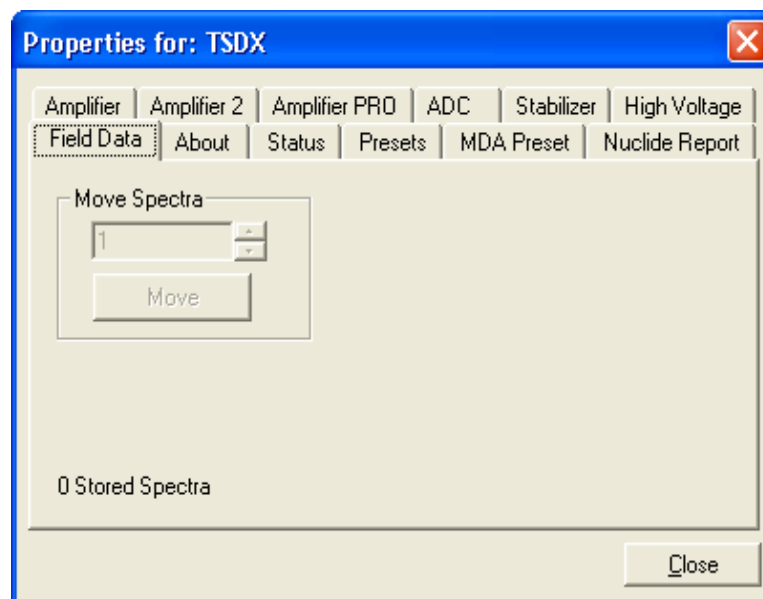 Properties for: TSDX
Amplifier Amplifier 2 Amplifier PRO ADC Stabilizer High Voltage
Field Data About Status Presets MDA Preset Nuclide Report
Move Spectra
1
Move
0 Stored Spectra
Close